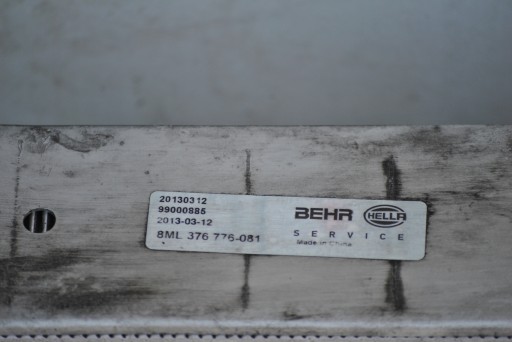 20130312
99000885
2013-03-12
8ML 376 776-081
BEHR HELLA
SERVICE
Made in China